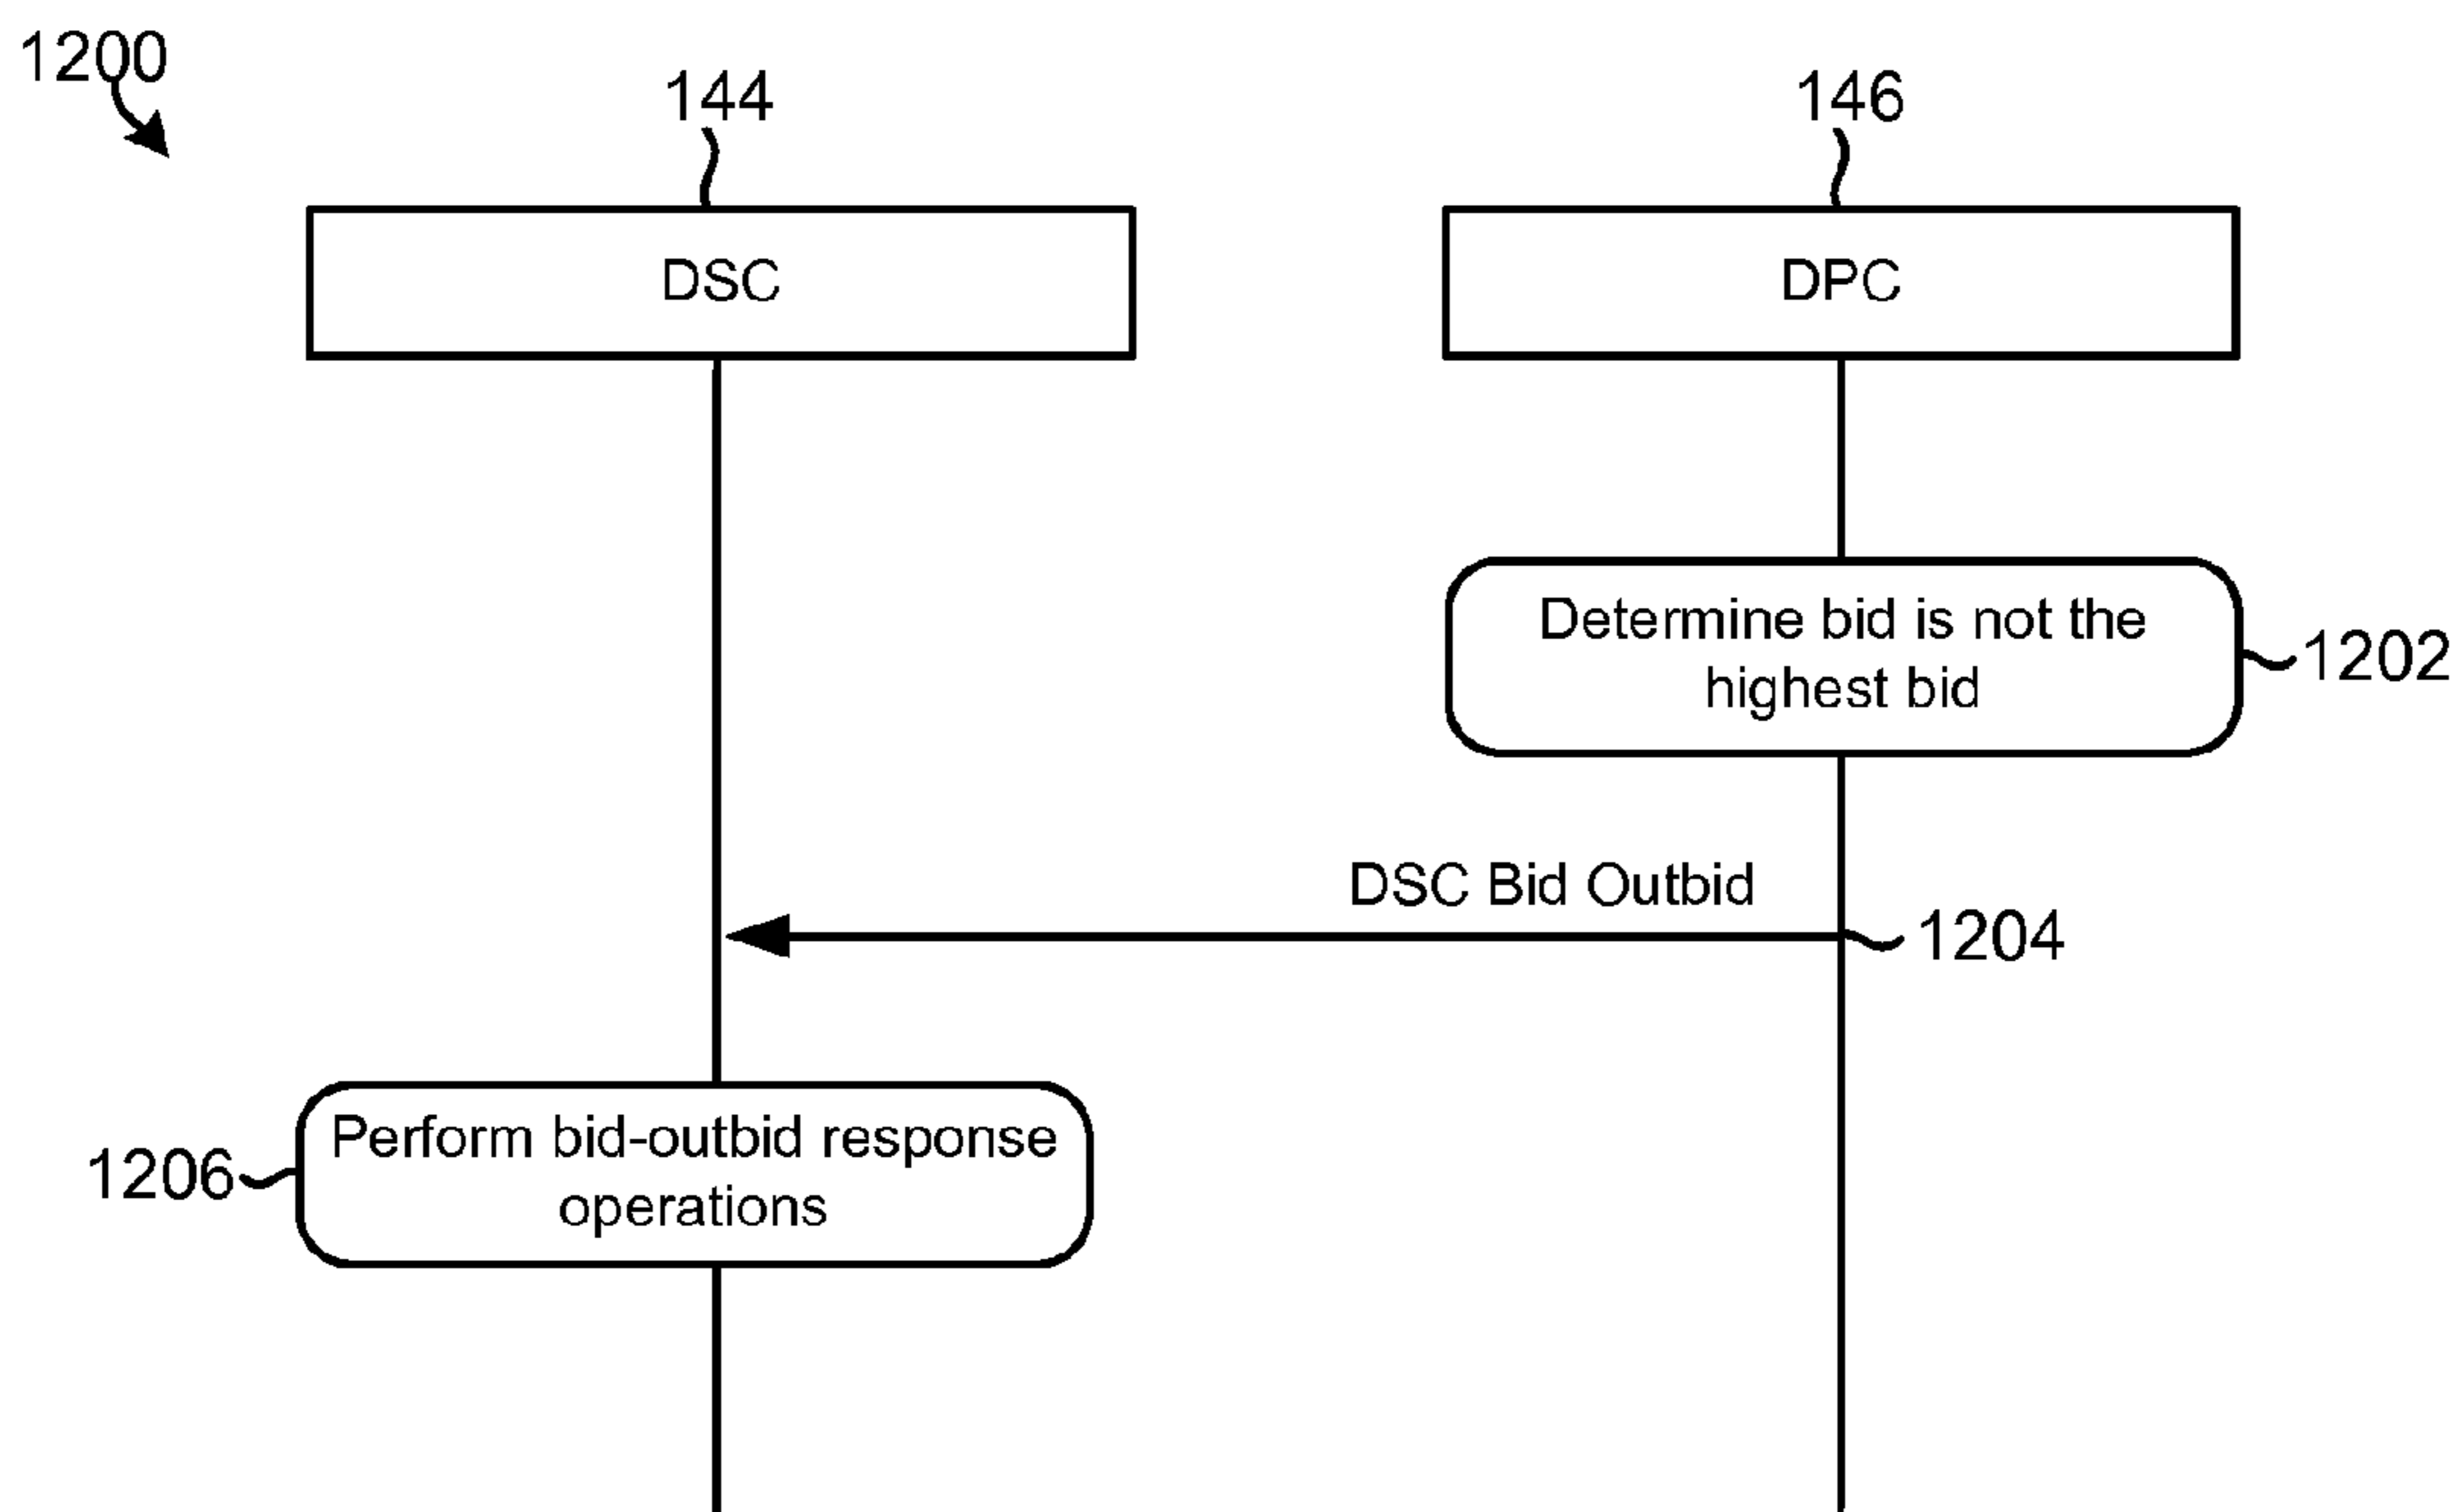 1200
144
146
DSC
DPC
Determine bid is not the
highest bid
1202
DSC Bid Outbid
1204
Perform bid-outbid response
operations
1206